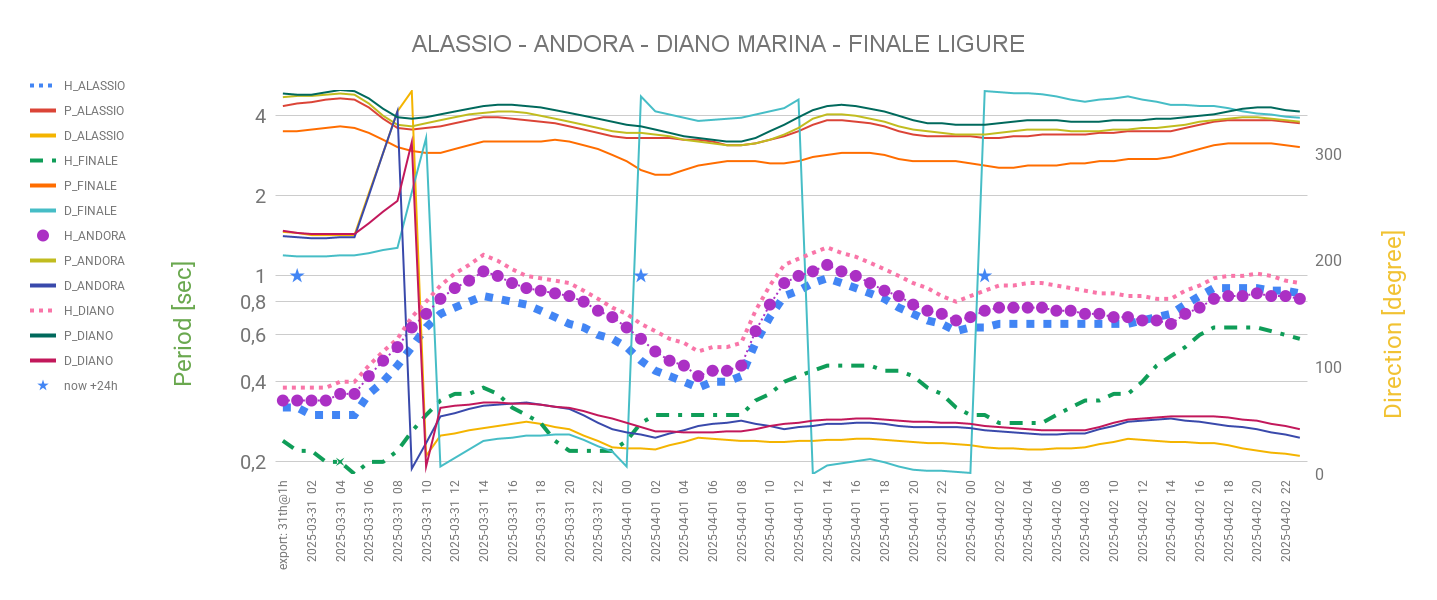 ALASSIO - ANDORA - DIANO MARINA - FINALE LIGURE
H_ALASSIO
P_ALASSIO
D_ALASSIO
H_FINALE
P_FINALE
D_FINALE
H_ANDORA
P_ANDORA
D_ANDORA
H_DIANO
P_DIANO
D_DIANO
now +24h
Period [sec]
4
2
1
0,8
0,6
0,4
0,2
300
200
100
0
Direction [degree]
export: 31th@1h
2025-03-31 02
2025-03-31 04
2025-03-31 06
2025-03-31 08
2025-03-31 10
2025-03-31 12
2025-03-31 14
2025-03-31 16
2025-03-31 18
2025-03-31 20
2025-03-31 22
2025-04-01 00
2025-04-01 02
2025-04-01 04
2025-04-01 06
2025-04-01 08
2025-04-01 10
2025-04-01 12
2025-04-01 14
2025-04-01 16
2025-04-01 18
2025-04-01 20
2025-04-01 22
2025-04-02 00
2025-04-02 02
2025-04-02 04
2025-04-02 06
2025-04-02 08
2025-04-02 10
2025-04-02 12
2025-04-02 14
2025-04-02 16
2025-04-02 18
2025-04-02 20
2025-04-02 22